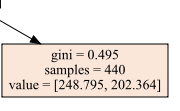 gini = 0.495
samples = 440
value = [248.795, 202.364]